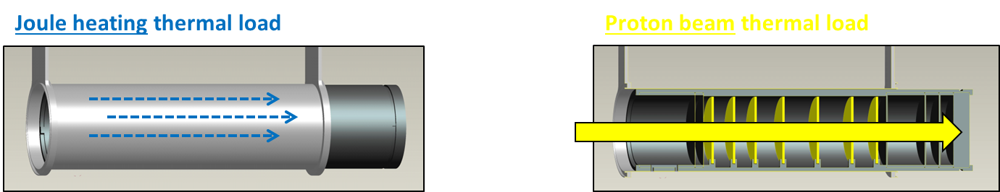 Joule heating thermal load
Proton beam thermal load